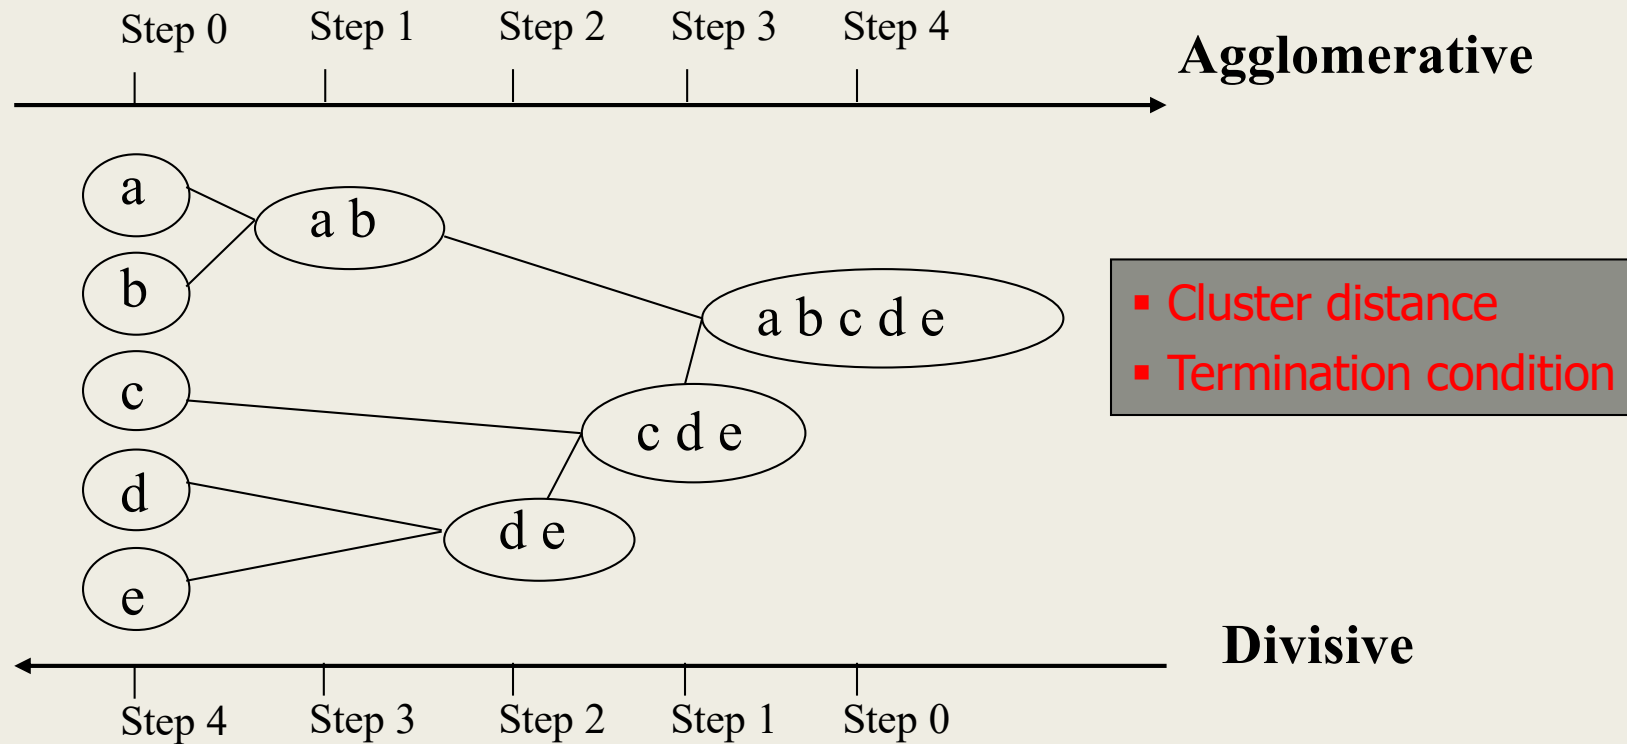 Step 0 Step 1 Step 2 Step 3 Step 4
Agglomerative
a
a b
b
a b c d e
▪ Cluster distance
▪ Termination condition
c
c d e
d
d e
e
Divisive
Step 4 Step 3 Step 2 Step 1 Step 0